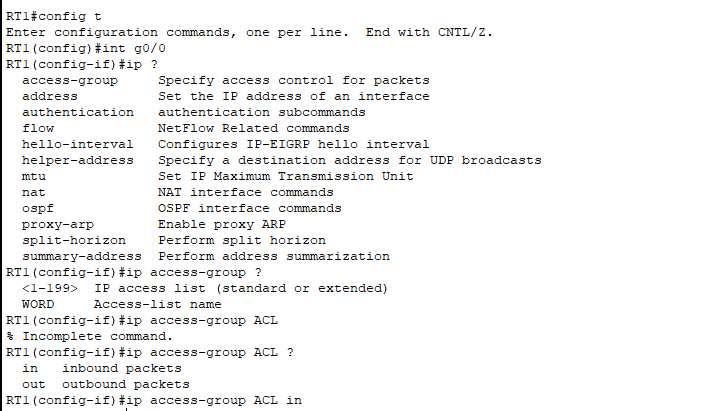 RT1#config t
Enter configuration commands, one per line.  End with CNTL/Z.
RT1(config)#int g0/0
RT1(config-if)#ip ?
  access-group     Specify access control for packets
  address          Set the IP address of an interface
  authentication   authentication subcommands
  flow             NetFlow Related commands
  hello-interval   Configures IP-EIGRP hello interval
  helper-address   Specify a destination address for UDP broadcasts
  mtu              Set IP Maximum Transmission Unit
  nat              NAT interface commands
  ospf             OSPF interface commands
  proxy-arp        Enable proxy ARP
  split-horizon    Perform split horizon
  summary-address  Perform address summarization
RT1(config-if)#ip access-group ?
  <1-199>  IP access list (standard or extended)
  WORD     Access-list name
RT1(config-if)#ip access-group ACL
% Incomplete command.
RT1(config-if)#ip access-group ACL ?
  in   inbound packets
  out  outbound packets
RT1(config-if)#ip access-group ACL in